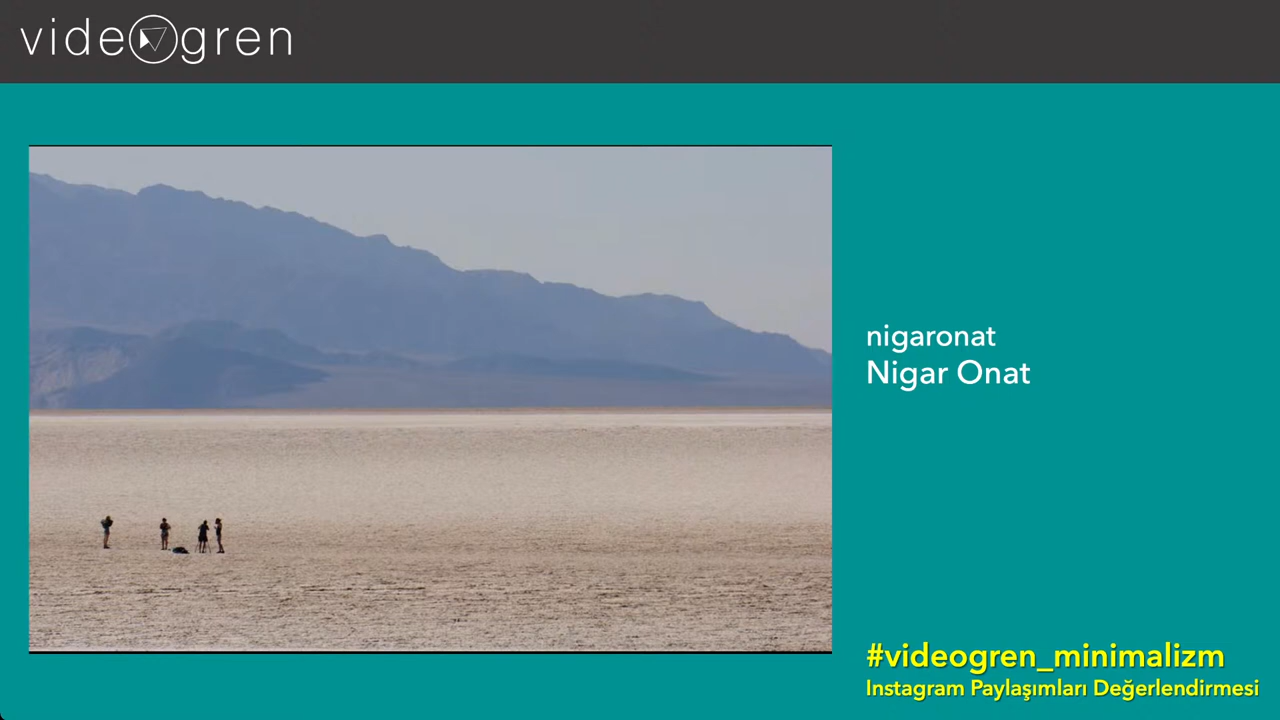 videogren
nigaronat
Nigar Onat
#videogren_minimalizm
Instagram Paylaşımları Değerlendirmesi